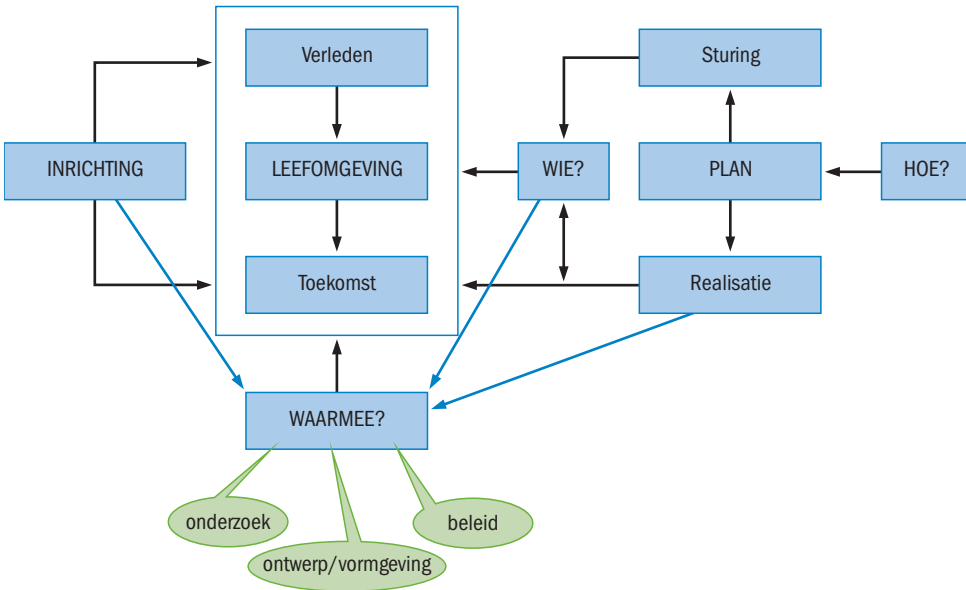 Verleden
Sturing
INRICHTING
LEEFOMGEVING
WIE?
PLAN
HOE?
Toekomst
Realisatie
WAARMEE?
onderzoek
beleid
ontwerp/vormgeving